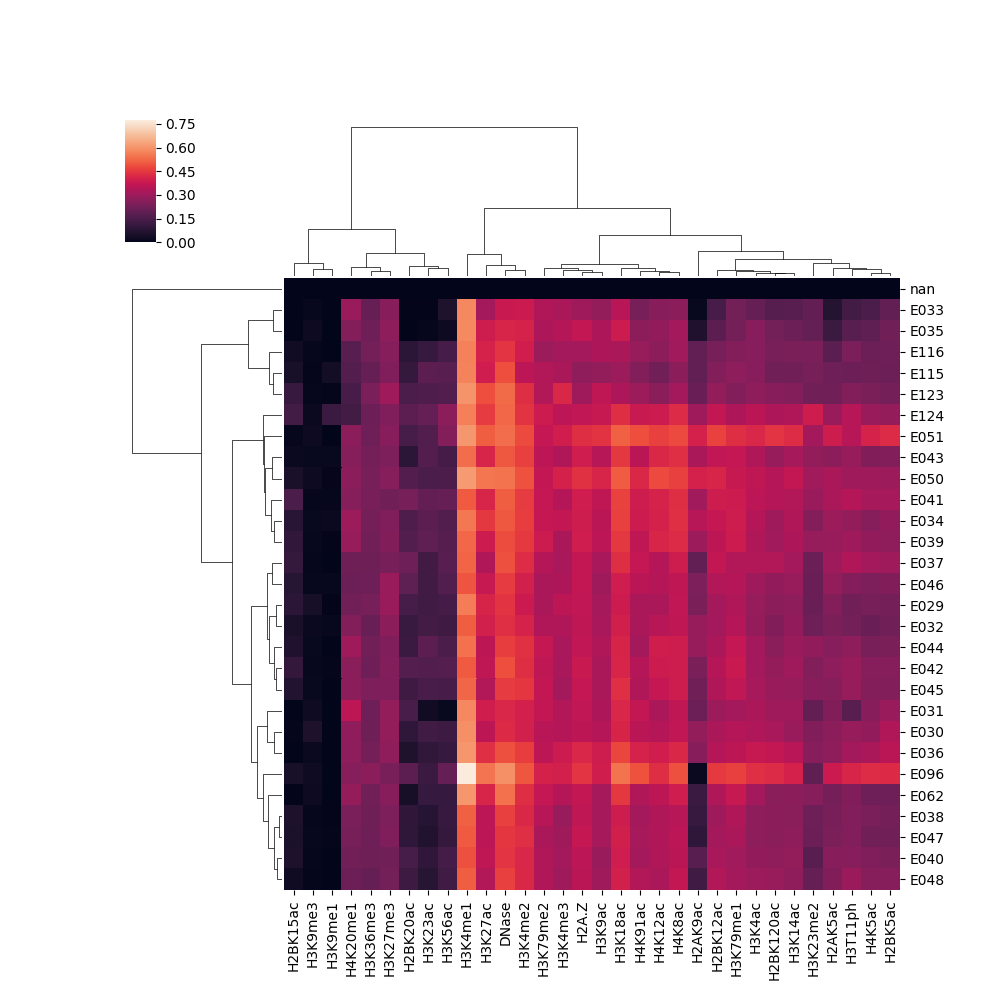 0.75
0.60
0.45
0.30
0.15
0.00
nan
E033
E035
E116
E115
E123
E124
E051
E043
E050
E041
E034
E039
E037
E046
E029
E032
E044
E042
E045
E031
E030
E036
E096
E062
E038
E047
E040
E048
H2BK15ac
H3K9me3
H3K9me1
H4K20me1
H3K36me3
H3K27me3
H2BK20ac
H3K23ac
H3K56ac
H3K4me1
H3K27ac
DNase
H3K4me2
H3K79me2
H3K4me3
H2A.Z
H3K9ac
H3K18ac
H4K91ac
H4K12ac
H4K8ac
H2AK9ac
H2BK12ac
H3K79me1
H3K4ac
H2BK120ac
H3K14ac
H3K23me2
H2AK5ac
H3T11ph
H4K5ac
H2BK5ac